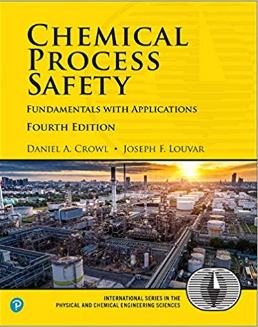 CHEMICAL
PROCESS
SAFETY
FUNDAMENTALS WITH APPLICATIONS
FOURTH EDITION
DANIEL A. CROWL • JOSEPH F. LOUVAR
P
INTERNATIONAL SERIES IN THE
PHYSICAL AND CHEMICAL ENGINEERING SCIENCES